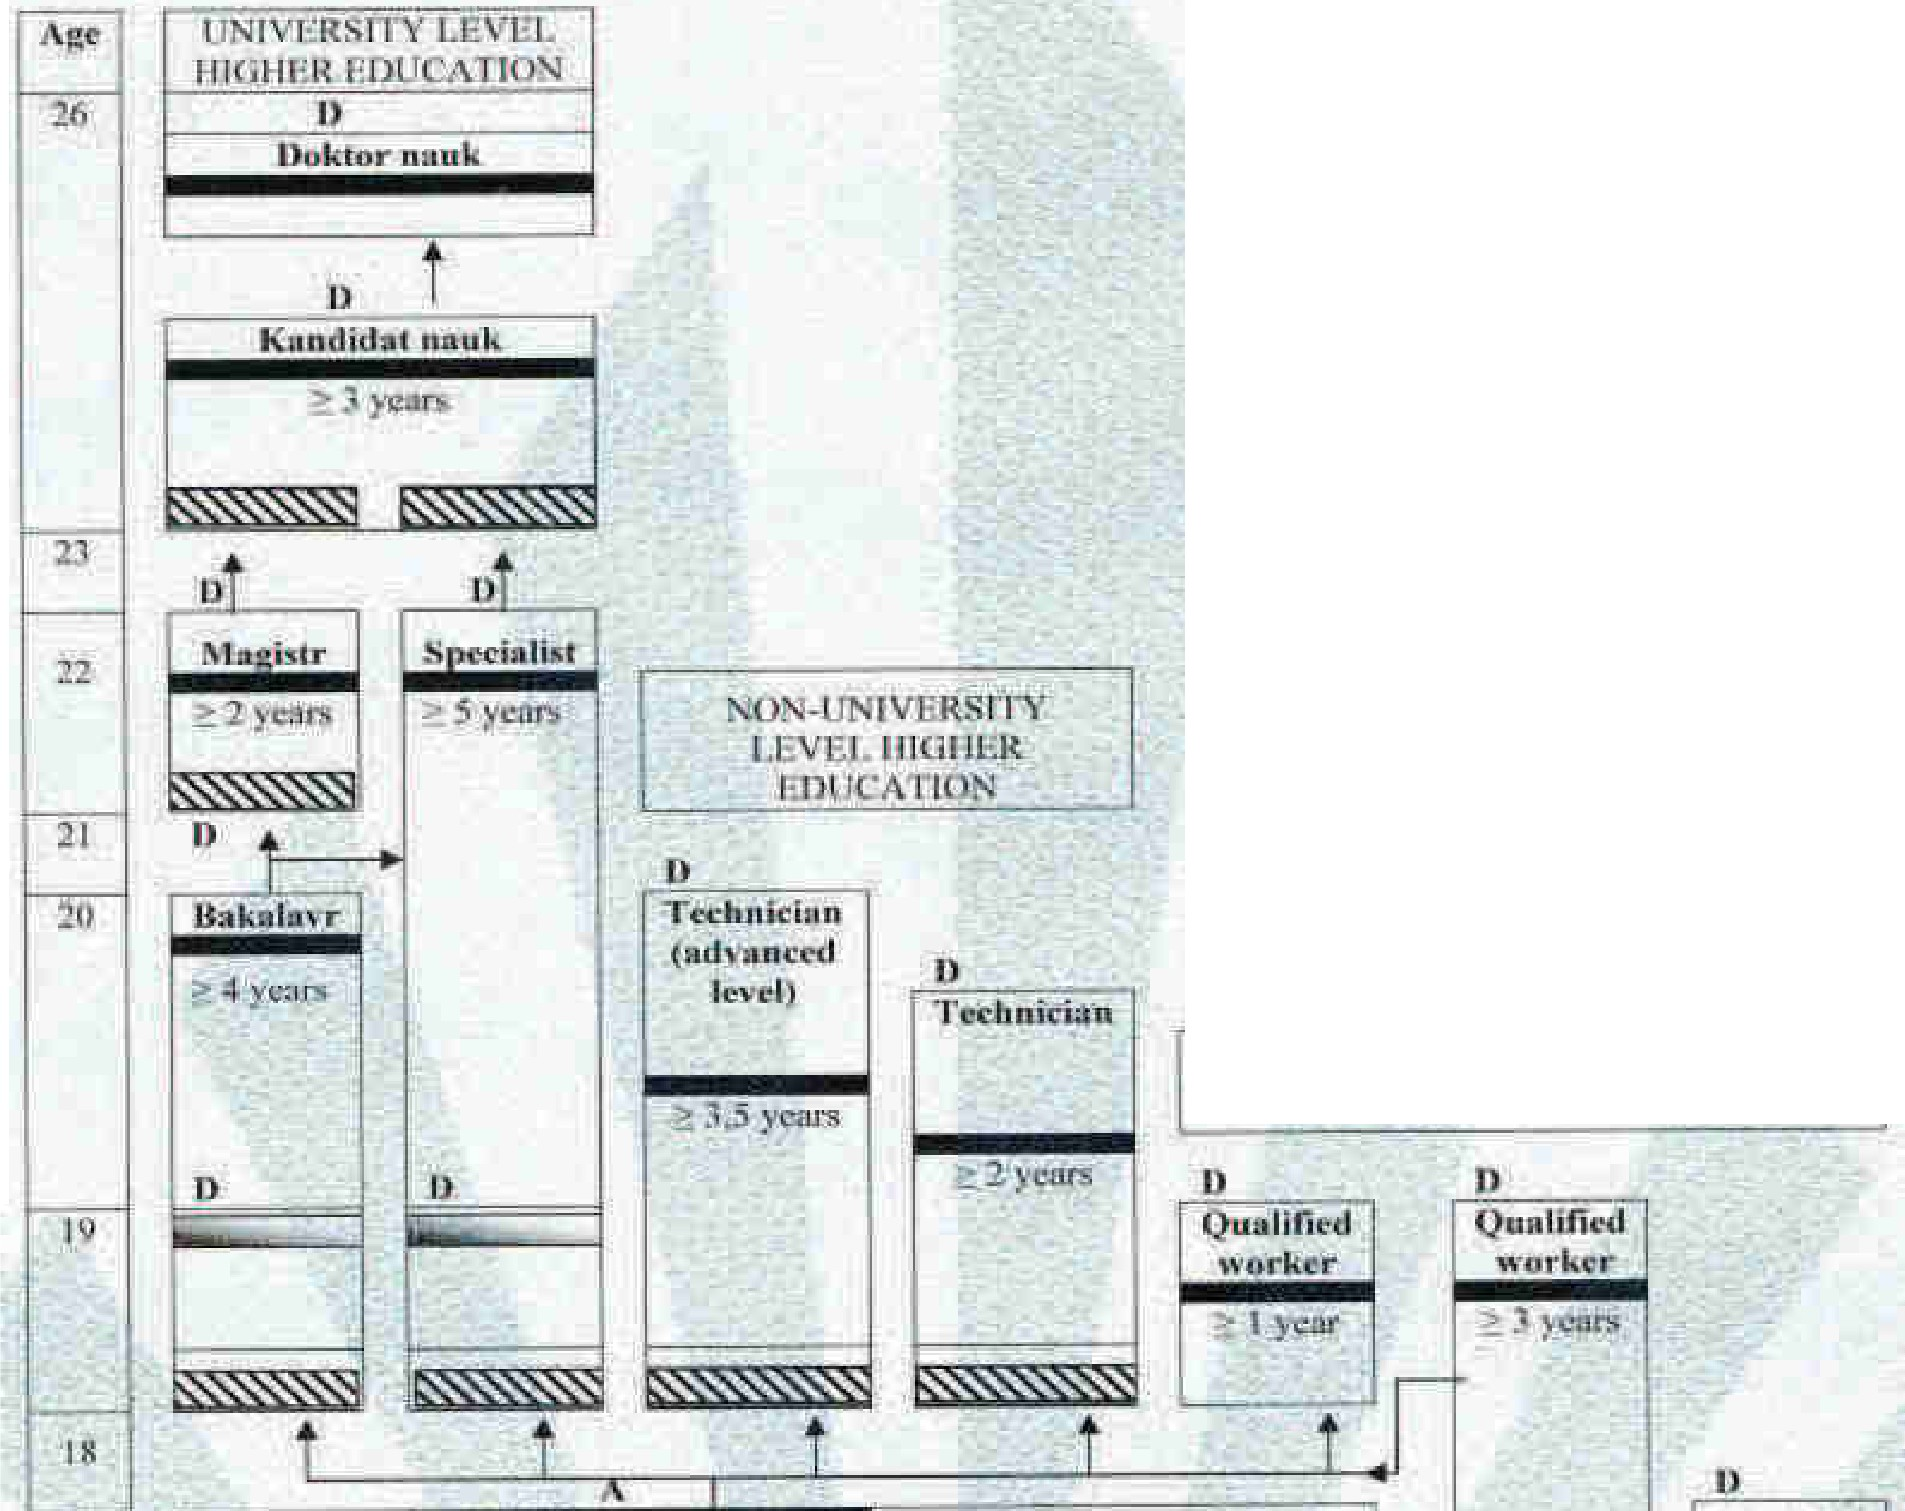 Age
26
23
22
21
20
19
18
UNIVERSITY LEVEL
HIGHER EDUCATION
D
Doktor nauk
D
Kandidat nauk
≥ 3 years
D
Magistr
≥ 2 years
D
Specialist
≥ 5 years
NON-UNIVERSITY
LEVEL HIGHER
EDUCATION
D
Bakalavr
≥ 4 years
D
D
D
Technician
(advanced
level)
≥ 3,5 years
D
Technician
≥ 2 years
D
Qualified
worker
≥ 1 year
D
Qualified
worker
≥ 3 years
A
D